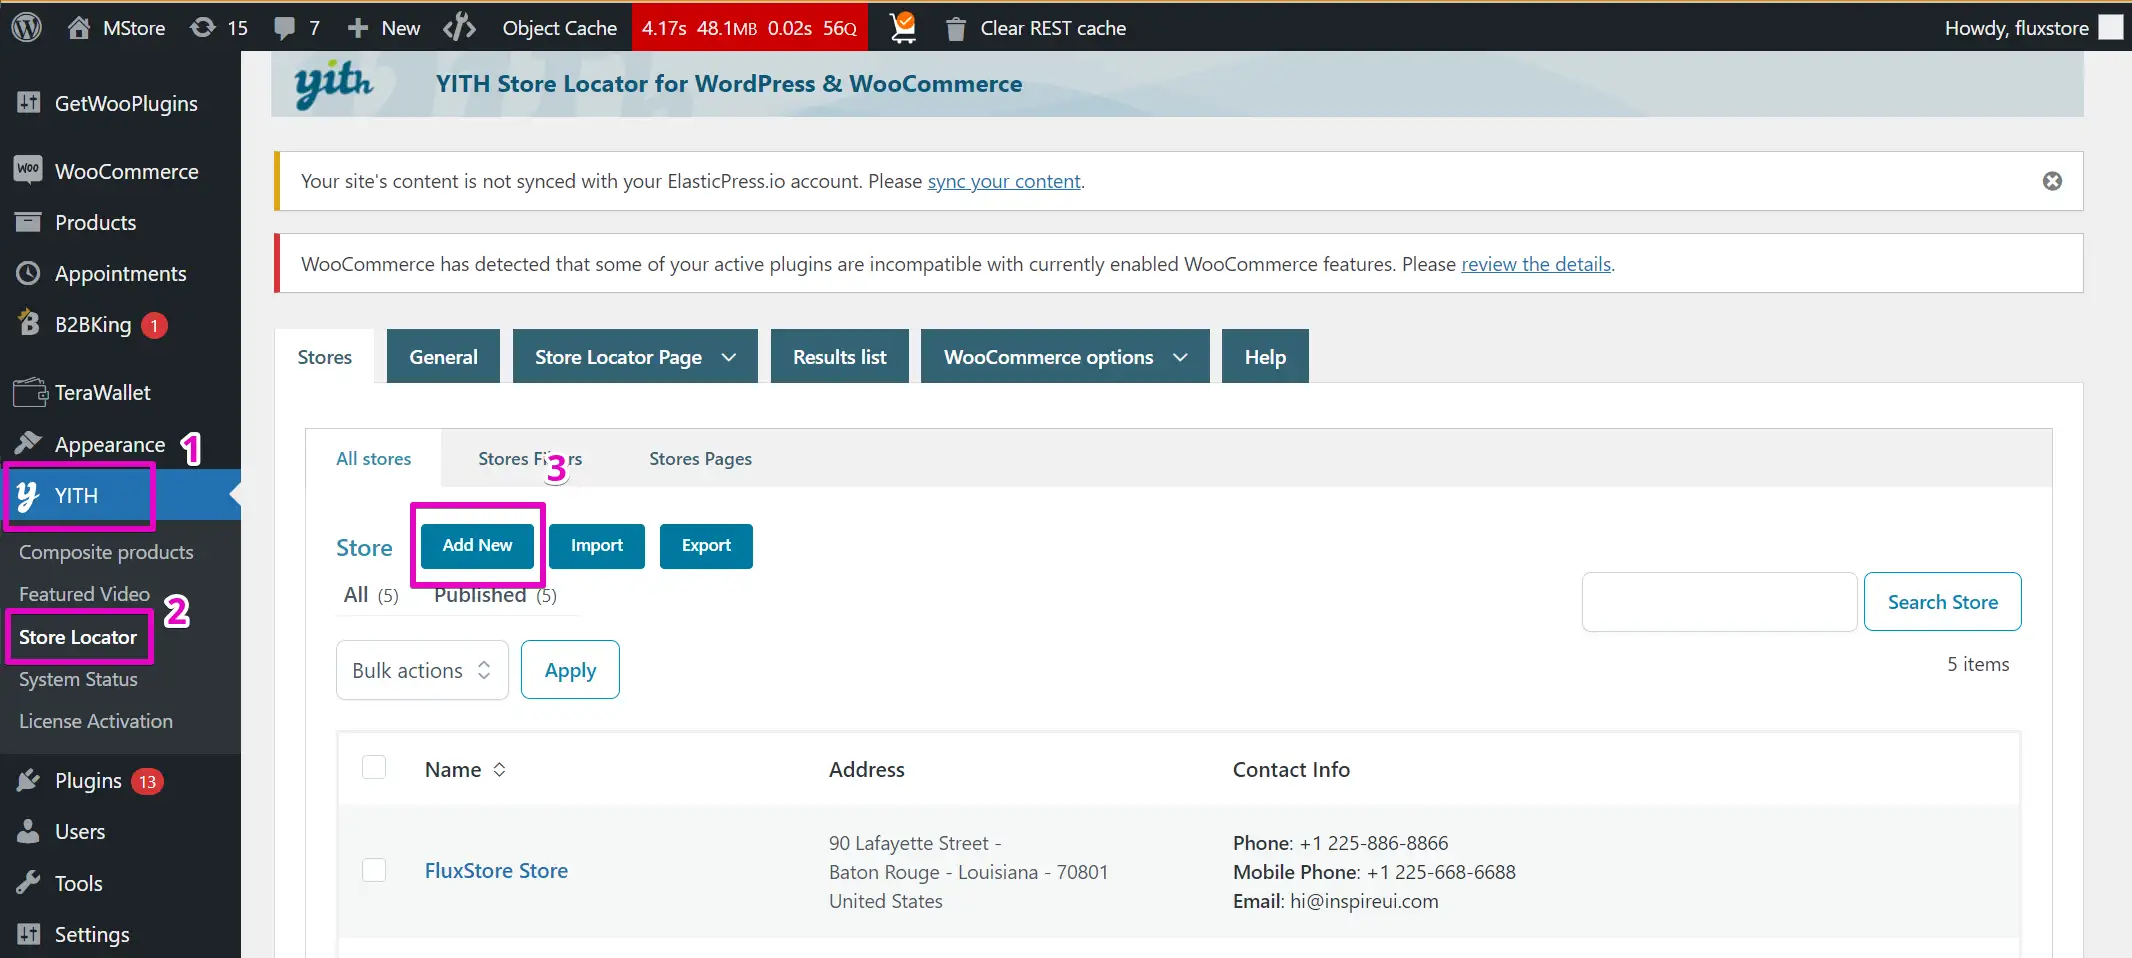 MStore 15 7 New Object Cache 4.17s 48.1MB 0.02s 56Q Clear REST cache Howdy, fluxstore
GetWooPlugins
WooCommerce
Products
Appointments
B2BKing 1
TeraWallet
Appearance 1
YITH
Composite products
Featured Video
2
Store Locator
System Status
License Activation
Plugins 13
Users
Tools
Settings
yith YITH Store Locator for WordPress & WooCommerce
Your site's content is not synced with your ElasticPress.io account. Please sync your content.
WooCommerce has detected that some of your active plugins are incompatible with currently enabled WooCommerce features. Please review the details.
Stores General Store Locator Page Results list WooCommerce options Help
All stores Stores Stores Pages
3
Store Add New Import Export
All (5) Published (5)
Search Store
Bulk actions Apply
5 items
Name Address Contact Info
FluxStore Store
90 Lafayette Street -
Baton Rouge - Louisiana - 70801
United States
Phone: +1 225-886-8866
Mobile Phone: +1 225-668-6688
Email: hi@inspireui.com